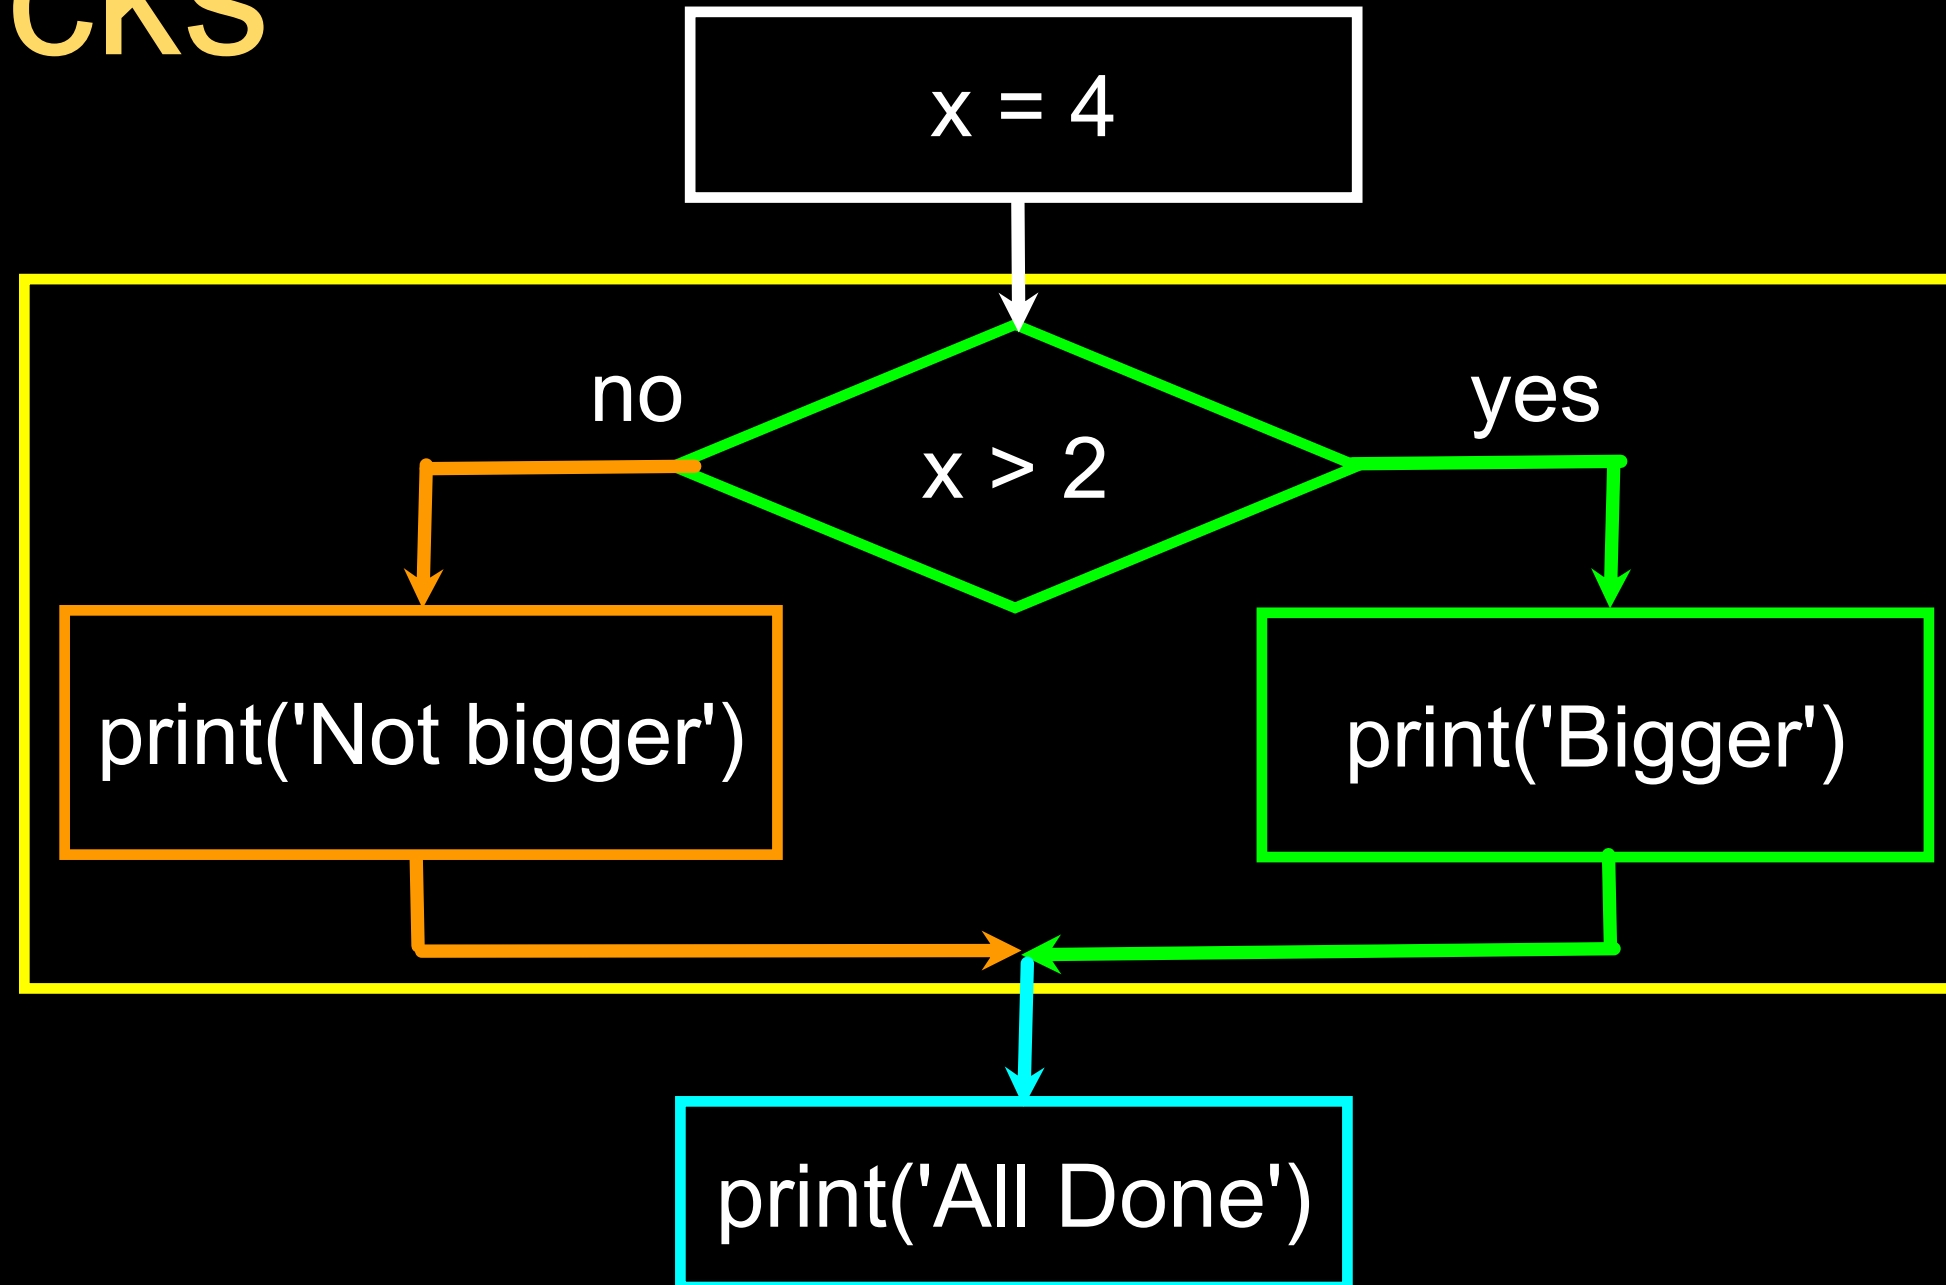 x = 4
no
yes
x > 2
print('Not bigger')
print('Bigger')
print('All Done')